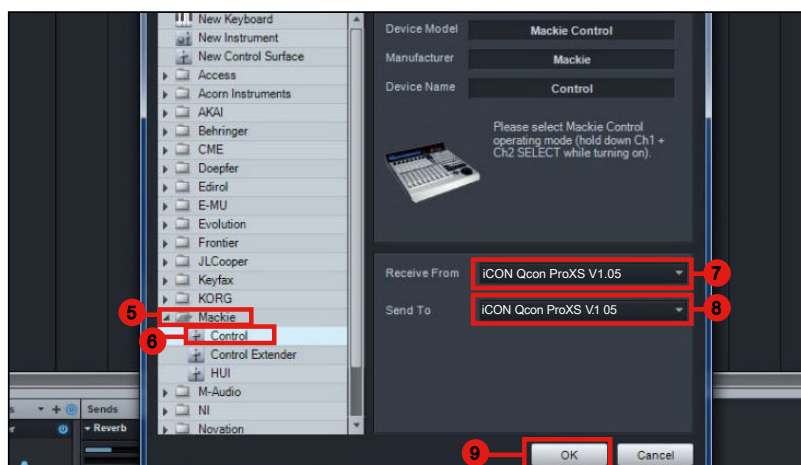 New Keyboard
New Instrument
New Control Surface
Access
Acorn Instruments
AKAI
Behringer
CME
Doepfer
Edirol
E-MU
Evolution
Frontier
JLCooper
Keyfax
KORG
5
Mackie
6
Control
Control Extender
HUI
M-Audio
NI
Novation
Device Model
Mackie Control
Manufacturer
Mackie
Device Name
Control
Please select Mackie Control
operating mode (hold down Ch1 +
Ch2 SELECT while turning on).
Receive From
iCON Qcon ProXS V1.05
7
Send To
iCON Qcon ProXS V.1 05
8
9
OK
Cancel
Sends
Reverb